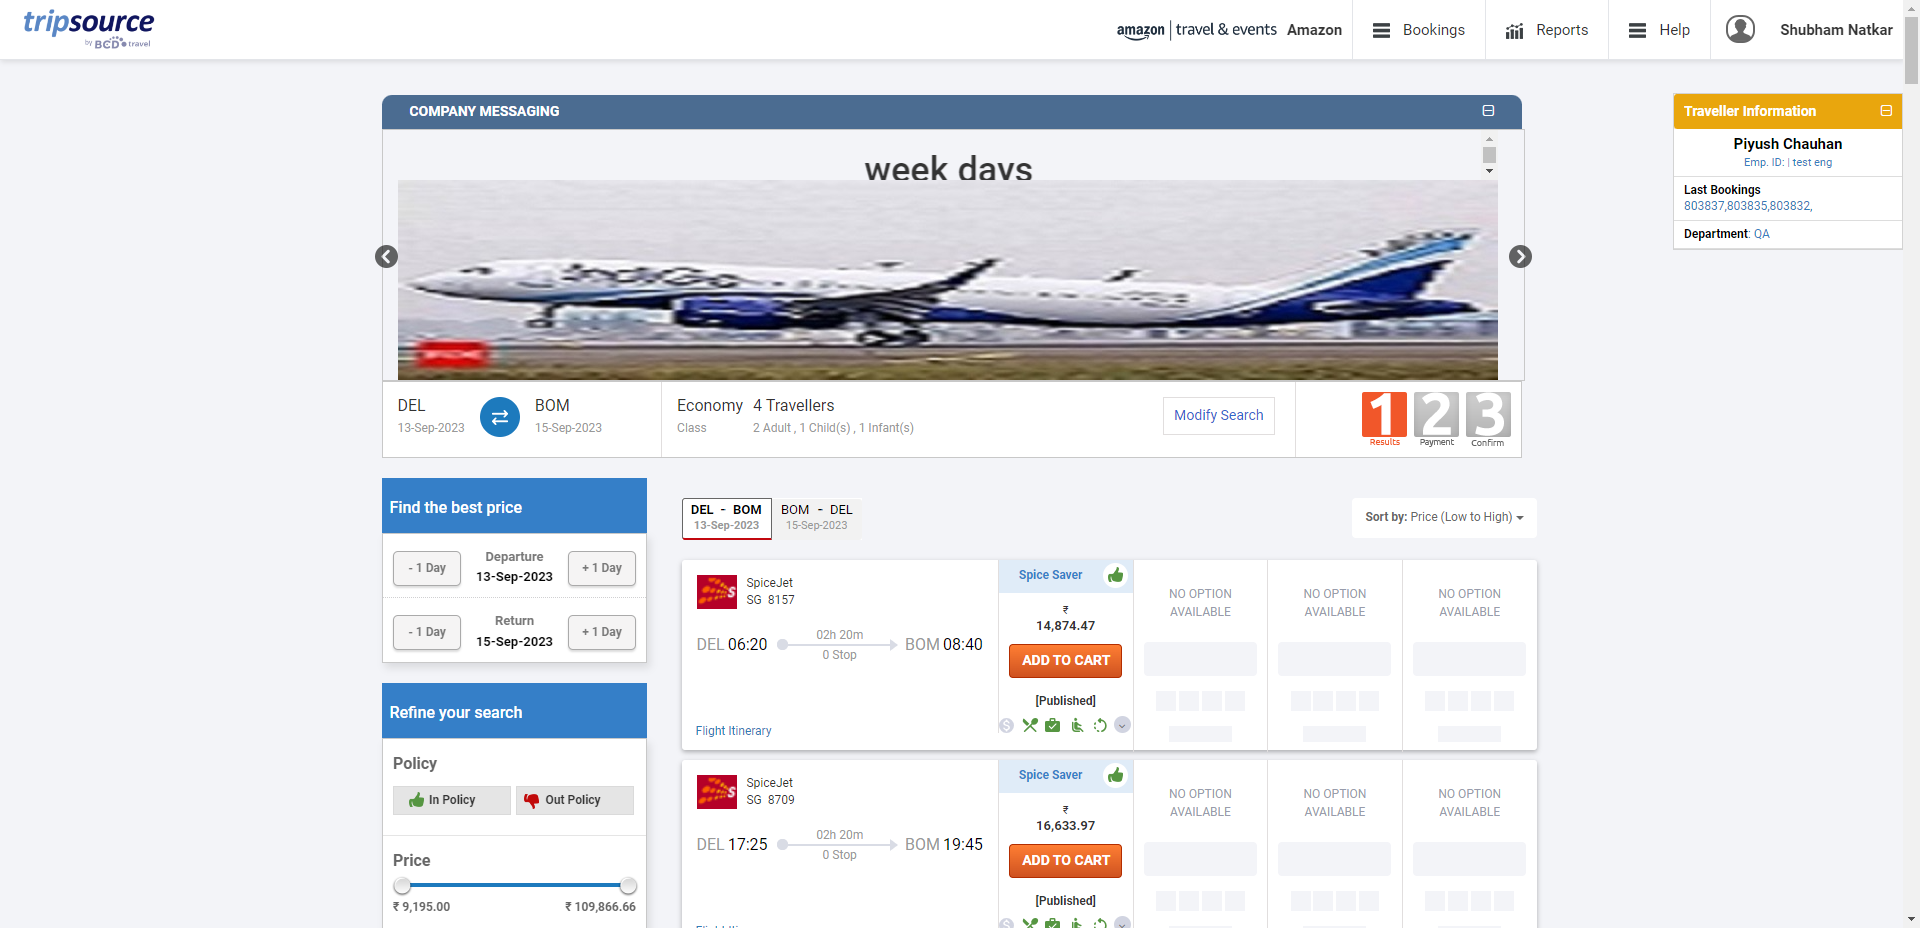 tripsource
by BCD travel
amazon | travel & events Amazon
Bookings
Reports
Help
Shubham Natkar
COMPANY MESSAGING
week days
IndiGo
Traveller Information
Piyush Chauhan
Emp. ID: | test eng
Last Bookings
803837,803835,803832,
Department: QA
DEL
13-Sep-2023
BOM
15-Sep-2023
Economy
Class
4 Travellers
2 Adult , 1 Child(s) , 1 Infant(s)
Modify Search
1 2 3
Results Payment Confirm
Find the best price
- 1 Day
Departure
13-Sep-2023
+ 1 Day
- 1 Day
Return
15-Sep-2023
+ 1 Day
Refine your search
Policy
In Policy
Out Policy
Price
₹ 9,195.00
₹ 109,866.66
DEL - BOM
13-Sep-2023
BOM - DEL
15-Sep-2023
Sort by: Price (Low to High)
SpiceJet
SG 8157
DEL 06:20
02h 20m
0 Stop
BOM 08:40
Flight Itinerary
Spice Saver
₹
14,874.47
ADD TO CART
[Published]
NO OPTION
AVAILABLE
NO OPTION
AVAILABLE
NO OPTION
AVAILABLE
SpiceJet
SG 8709
DEL 17:25
02h 20m
0 Stop
BOM 19:45
Spice Saver
₹
16,633.97
ADD TO CART
[Published]
NO OPTION
AVAILABLE
NO OPTION
AVAILABLE
NO OPTION
AVAILABLE